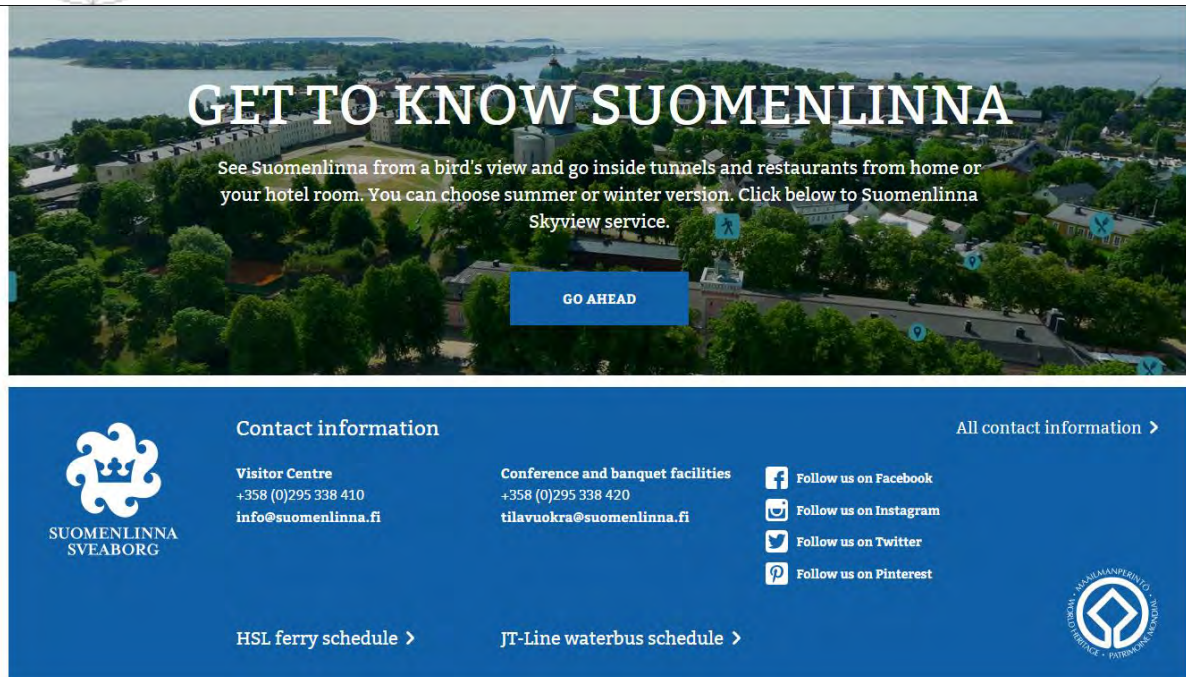 GET TO KNOW SUOMENLINNA
See Suomenlinna from a bird's view and go inside tunnels and restaurants from home or
your hotel room. You can choose summer or winter version. Click below to Suomenlinna
Skyview service.
GO AHEAD
SUOMENLINNA
SVEABORG
Contact information
All contact information
Visitor Centre
+358 (0)295 338 410
info@suomenlinna.fi
Conference and banquet facilities
+358 (0)295 338 420
tilavuokra@suomenlinna.fi
Follow us on Facebook
Follow us on Instagram
Follow us on Twitter
Follow us on Pinterest
HSL ferry schedule
JT-Line waterbus schedule
MAAILMANPERINTÖ • WORLD HERITAGE • PATRIMOINE MONDIAL